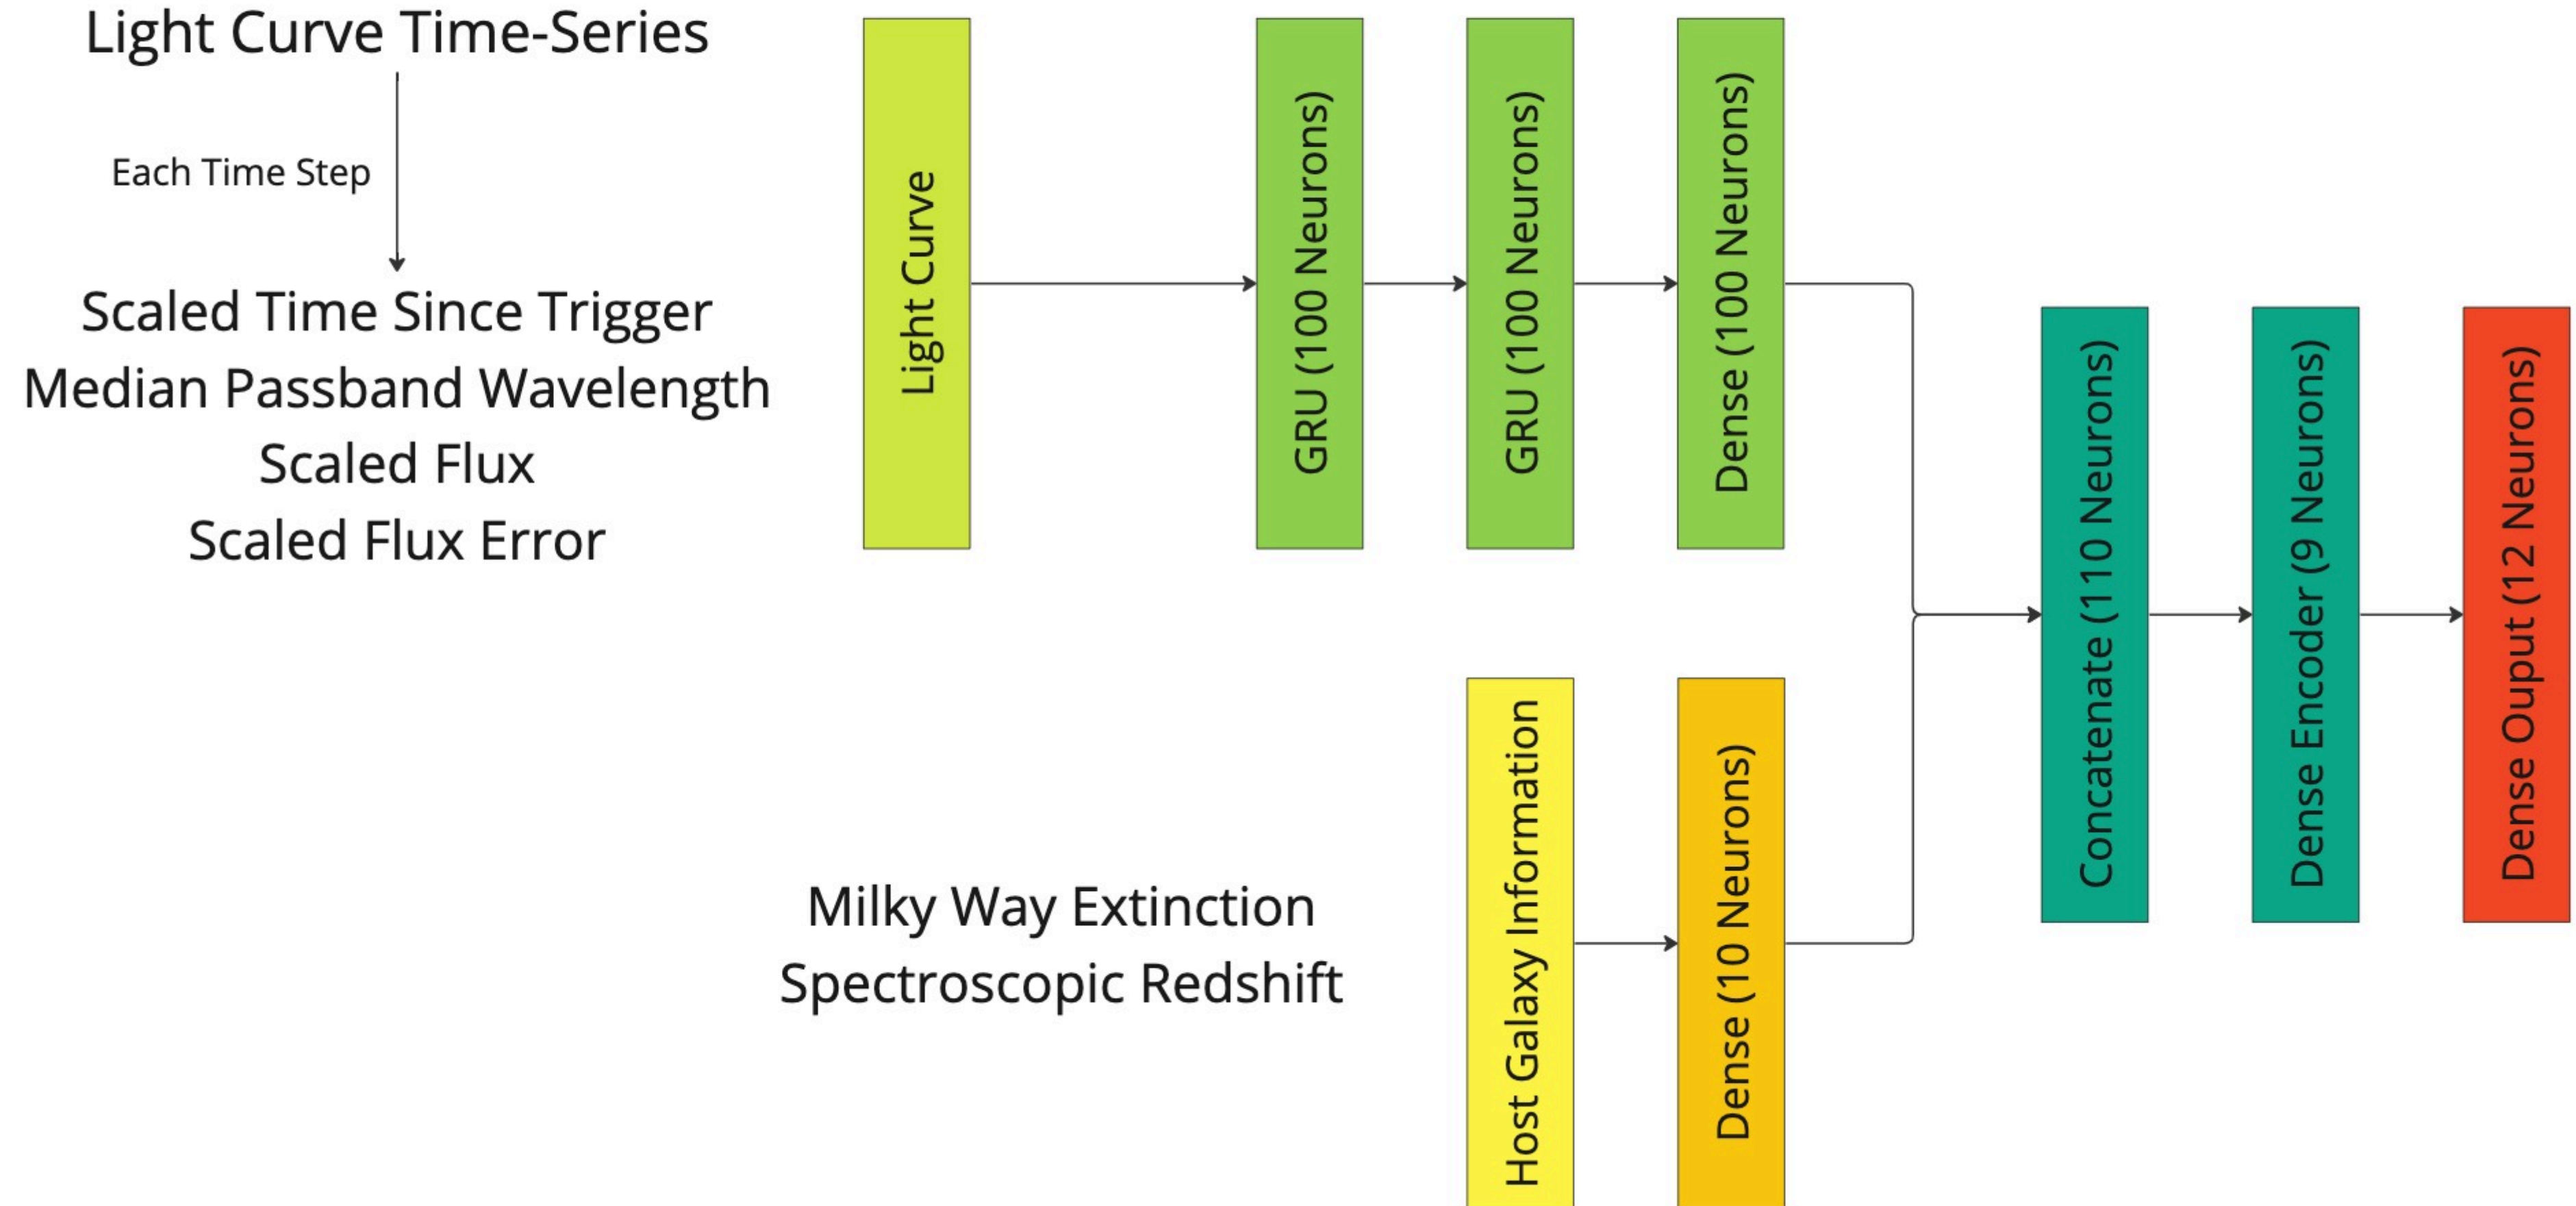 Light Curve Time-Series
Each Time Step
Scaled Time Since Trigger
Median Passband Wavelength
Scaled Flux
Scaled Flux Error
Light Curve
GRU (100 Neurons)
GRU (100 Neurons)
Dense (100 Neurons)
Milky Way Extinction
Spectroscopic Redshift
Host Galaxy Information
Dense (10 Neurons)
Concatenate (110 Neurons)
Dense Encoder (9 Neurons)
Dense Ouput (12 Neurons)